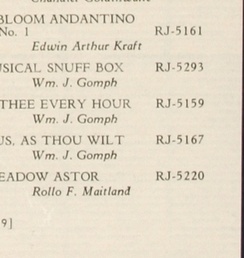 BLOOM ANDANTINO
No. 1 RJ-5161
Edwin Arthur Kraft
USICAL SNUFF BOX RJ-5293
Wm. J. Gomph
THEE EVERY HOUR RJ-5159
Wm. J. Gomph
US, AS THOU WILT RJ-5167
Wm. J. Gomph
EADOW ASTOR RJ-5220
Rollo F. Maitland
9]